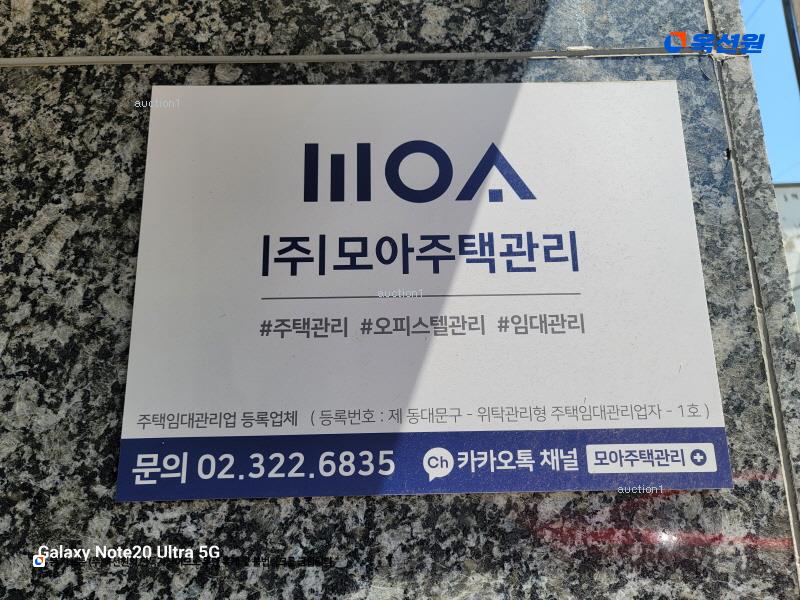 옥션원
auction1
MOA
|주|모아주택관리
auction1
#주택관리 #오피스텔관리 #임대관리
주택임대관리업 등록업체 ( 등록번호 : 제 동대문구 - 위탁관리형 주택임대관리업자 - 1호 )
문의 02.322.6835 Ch 카카오톡 채널 모아주택관리
auction1
Galaxy Note20 Ultra 5G